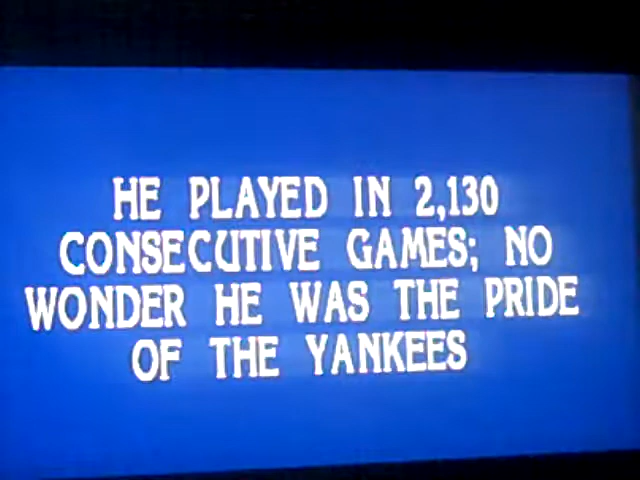 HE PLAYED IN 2,130
CONSECUTIVE GAMES; NO
WONDER HE WAS THE PRIDE
OF THE YANKEES